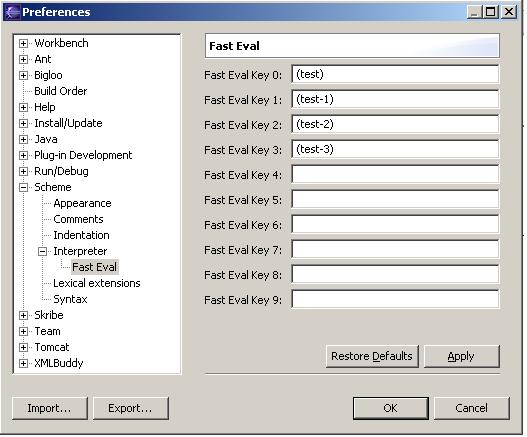 Preferences
Workbench
Ant
Bigloo
Build Order
Help
Install/Update
Java
Plug-in Development
Run/Debug
Scheme
Appearance
Comments
Indentation
Interpreter
Fast Eval
Lexical extensions
Syntax
Skribe
Team
Tomcat
XMLBuddy
Fast Eval
Fast Eval Key 0: (test)
Fast Eval Key 1: (test-1)
Fast Eval Key 2: (test-2)
Fast Eval Key 3: (test-3)
Fast Eval Key 4:
Fast Eval Key 5:
Fast Eval Key 6:
Fast Eval Key 7:
Fast Eval Key 8:
Fast Eval Key 9:
Restore Defaults Apply
Import... Export... OK Cancel